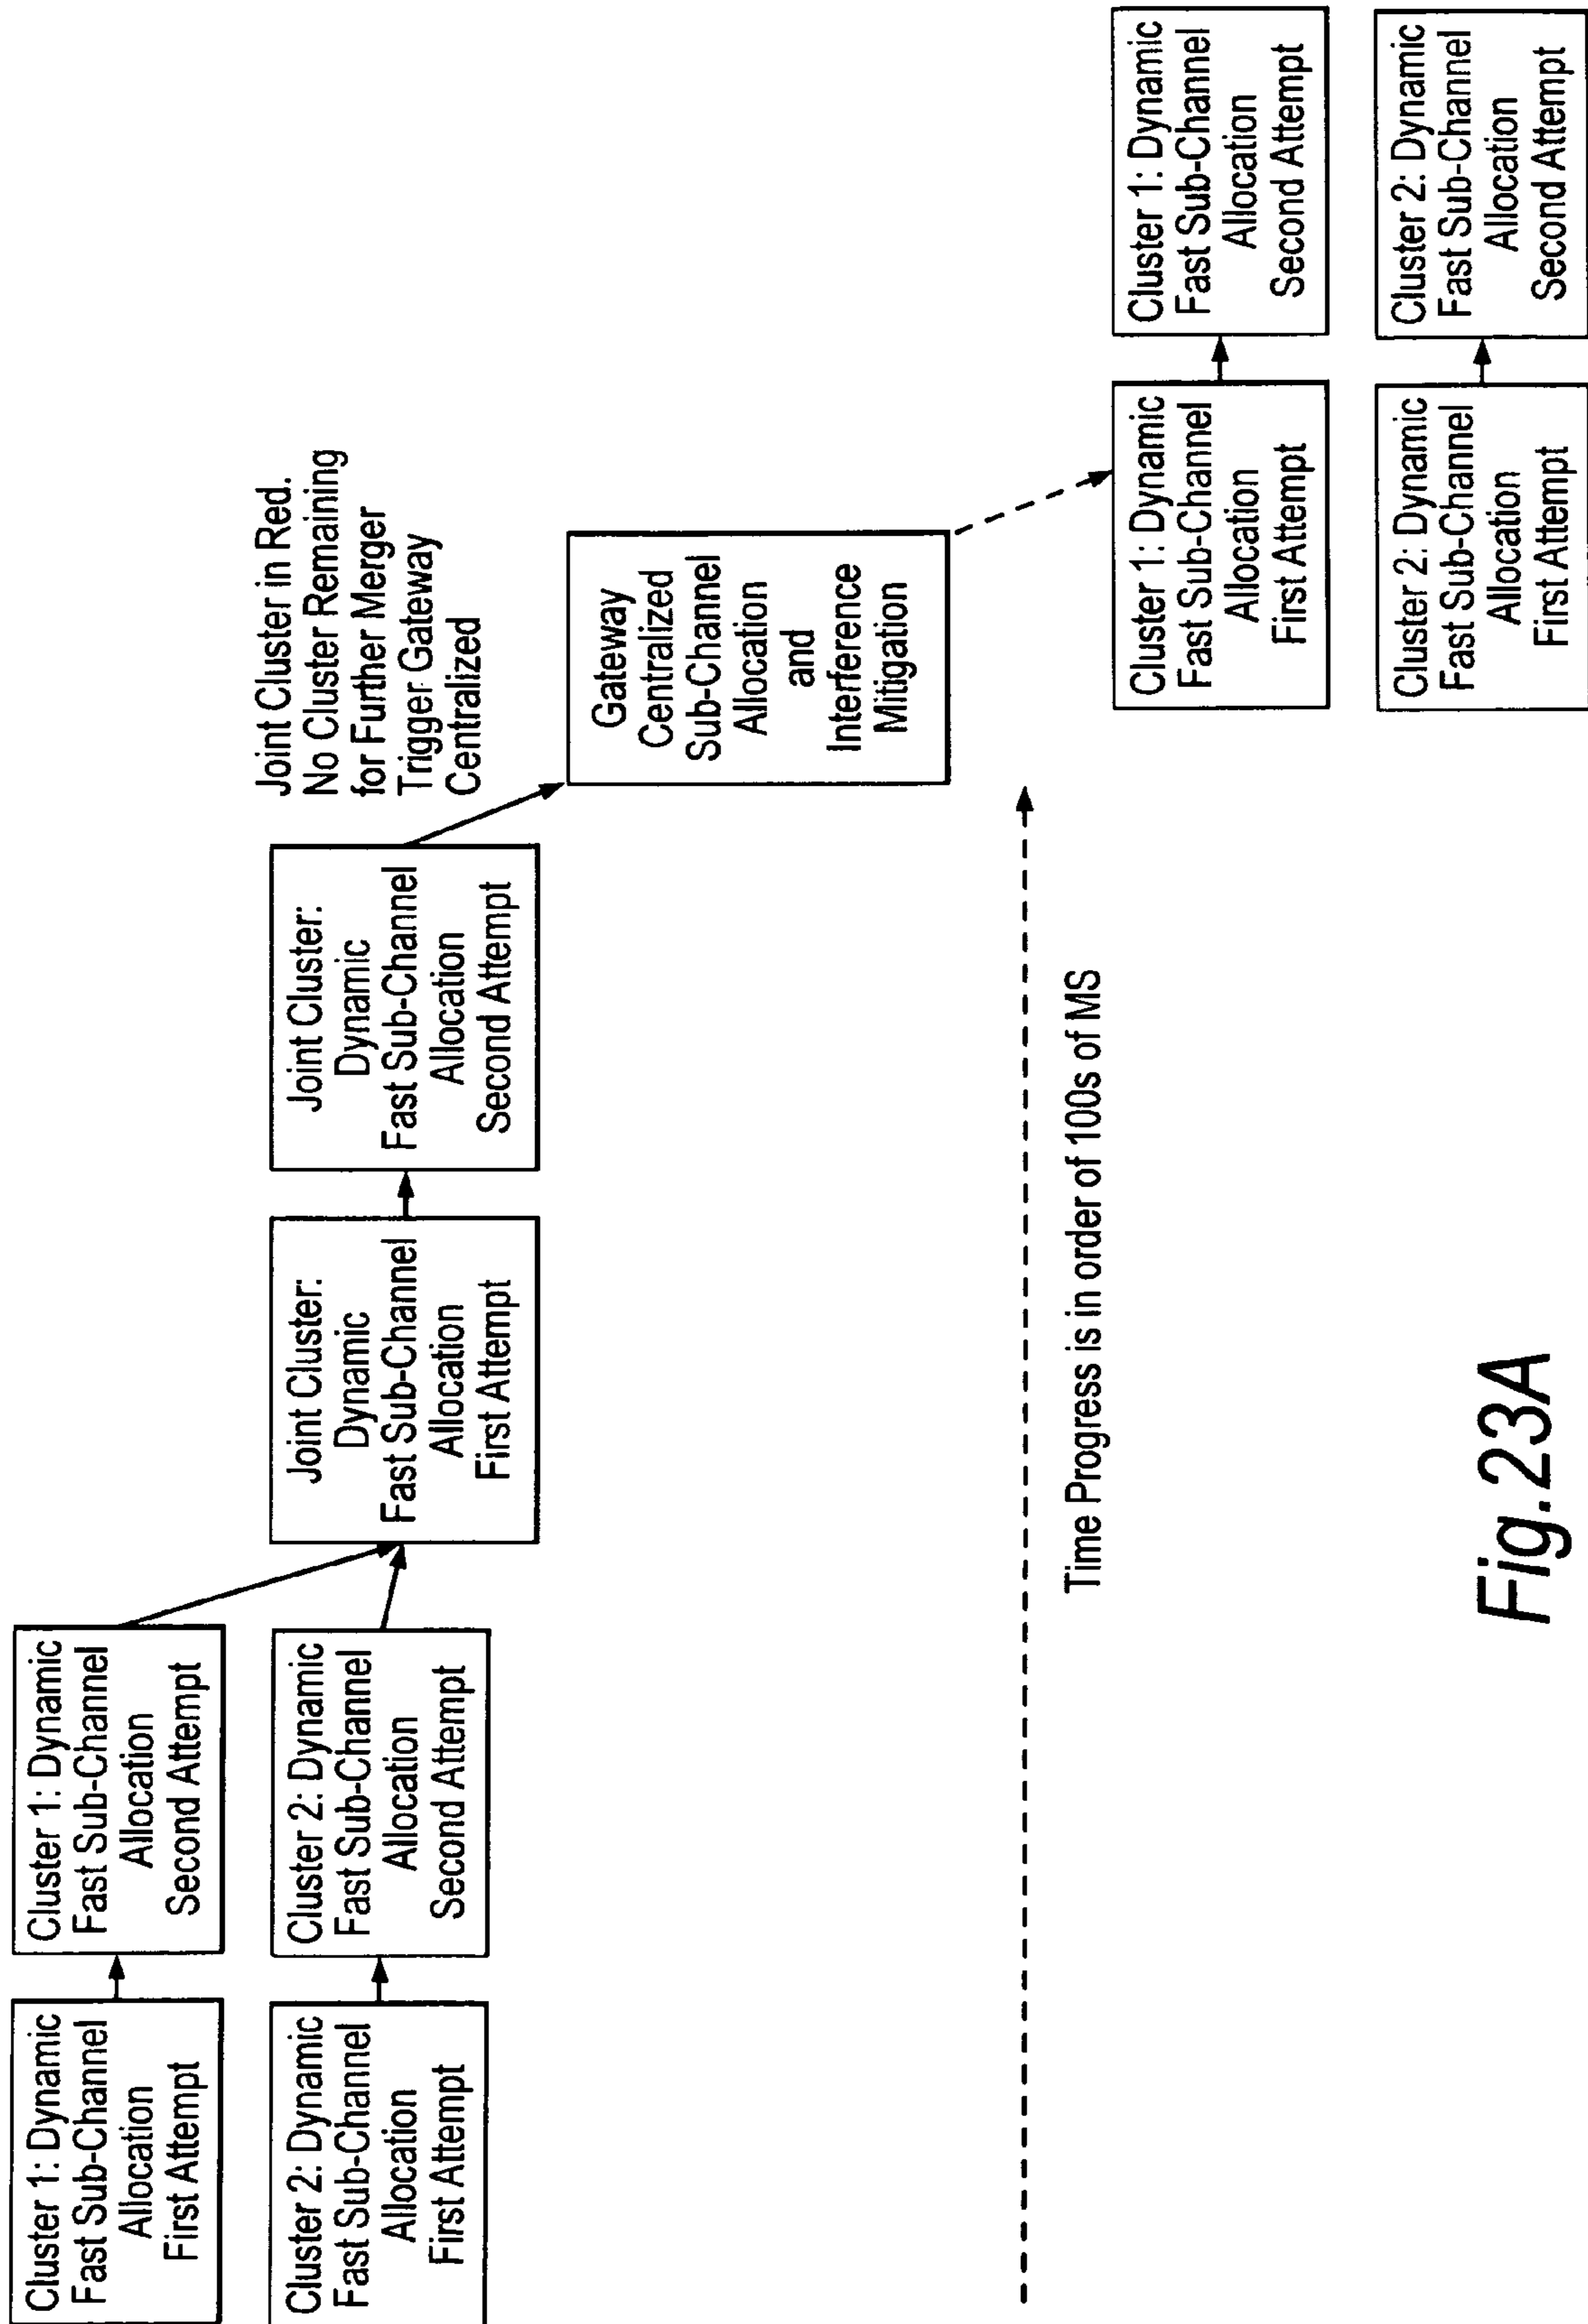 Cluster 1: Dynamic
Fast Sub-Channel
Allocation
First Attempt
Cluster 1: Dynamic
Fast Sub-Channel
Allocation
Second Attempt
Cluster 2: Dynamic
Fast Sub-Channel
Allocation
First Attempt
Cluster 2: Dynamic
Fast Sub-Channel
Allocation
Second Attempt
Joint Cluster:
Dynamic
Fast Sub-Channel
Allocation
First Attempt
Joint Cluster:
Dynamic
Fast Sub-Channel
Allocation
Second Attempt
Joint Cluster in Red.
No Cluster Remaining
for Further Merger
Trigger Gateway
Centralized
Gateway
Centralized
Sub-Channel
Allocation
and
Interference
Mitigation
Time Progress is in order of 100s of MS
Cluster 1: Dynamic
Fast Sub-Channel
Allocation
First Attempt
Cluster 1: Dynamic
Fast Sub-Channel
Allocation
Second Attempt
Cluster 2: Dynamic
Fast Sub-Channel
Allocation
First Attempt
Cluster 2: Dynamic
Fast Sub-Channel
Allocation
Second Attempt
Fig.23A